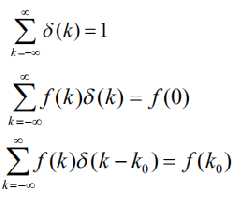 ∑_{k=-∞}^{∞} δ(k) = 1
∑_{k=-∞}^{∞} f(k)δ(k) = f(0)
∑_{k=-∞}^{∞} f(k)δ(k − k₀) = f(k₀)